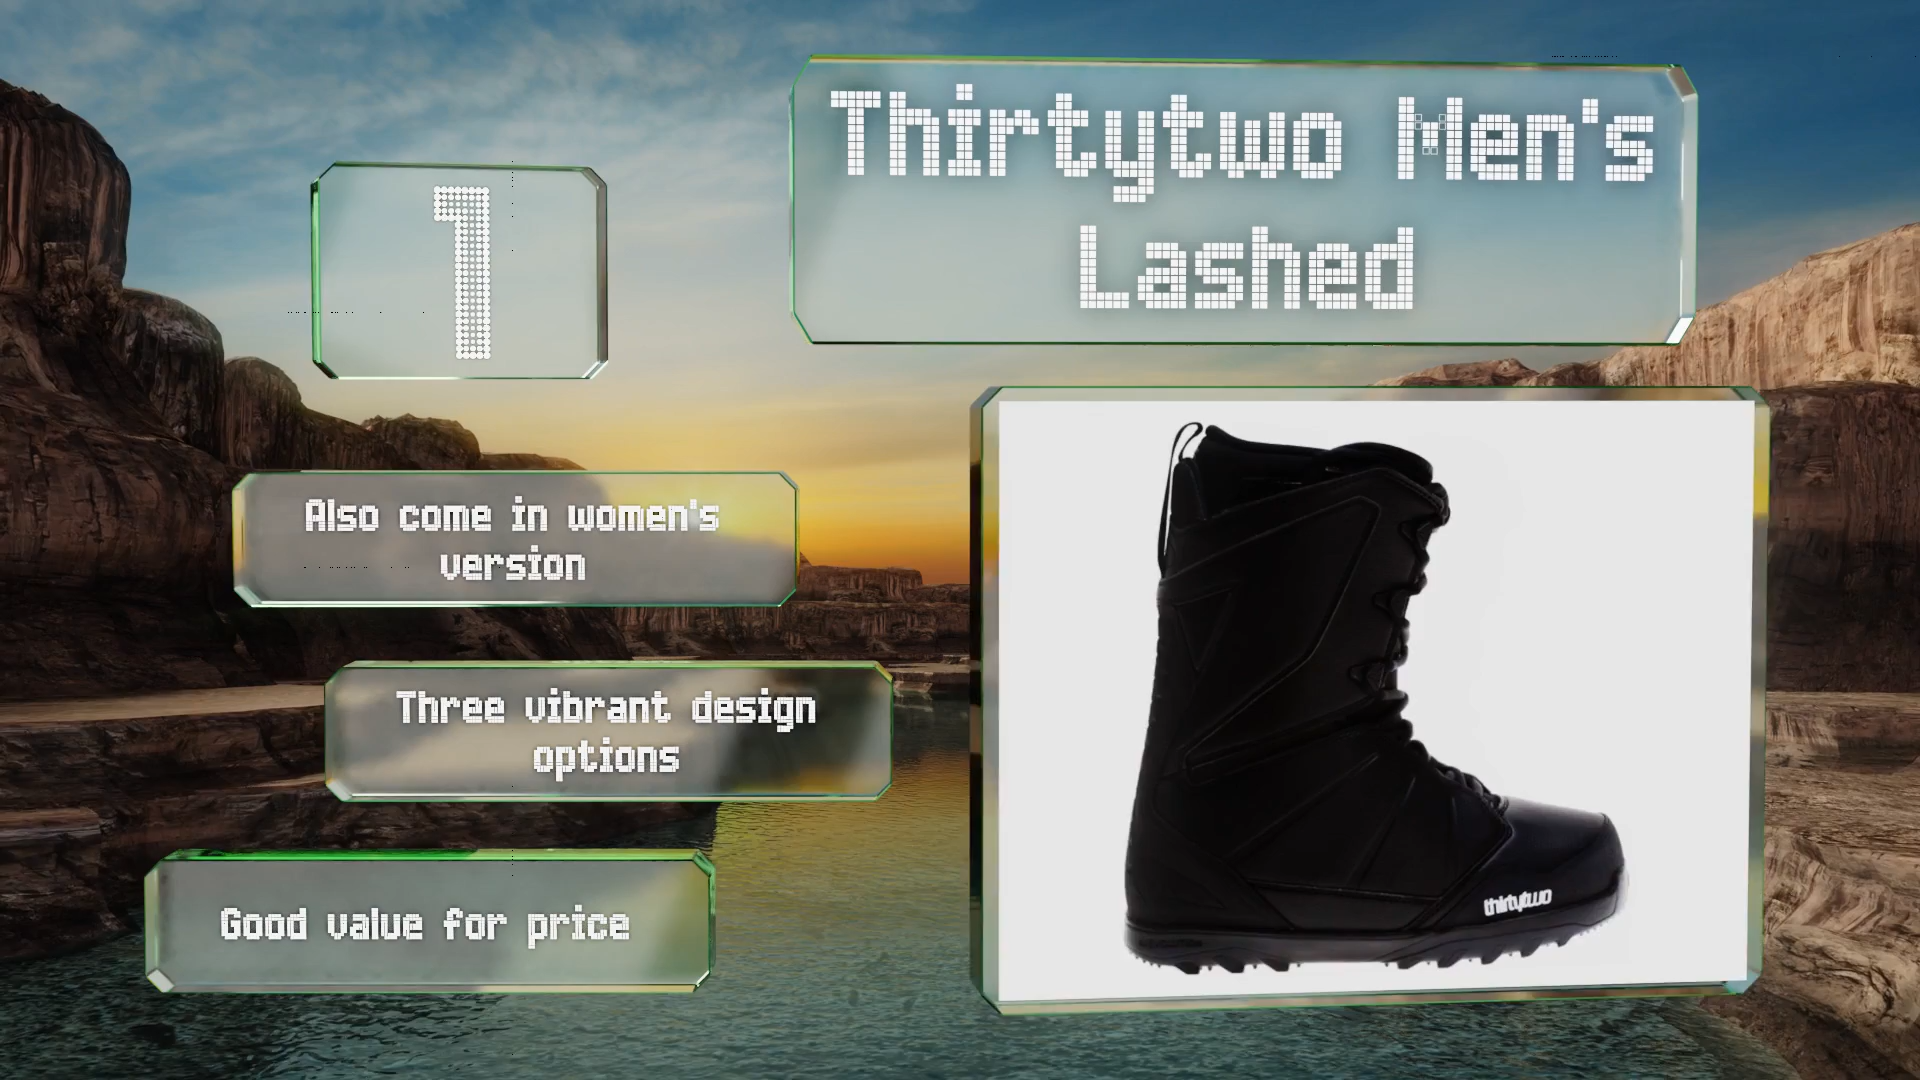 1
Thirtytwo Men's
Lashed
Also come in women's
version
Three vibrant design
options
Good value for price
thirtytwo